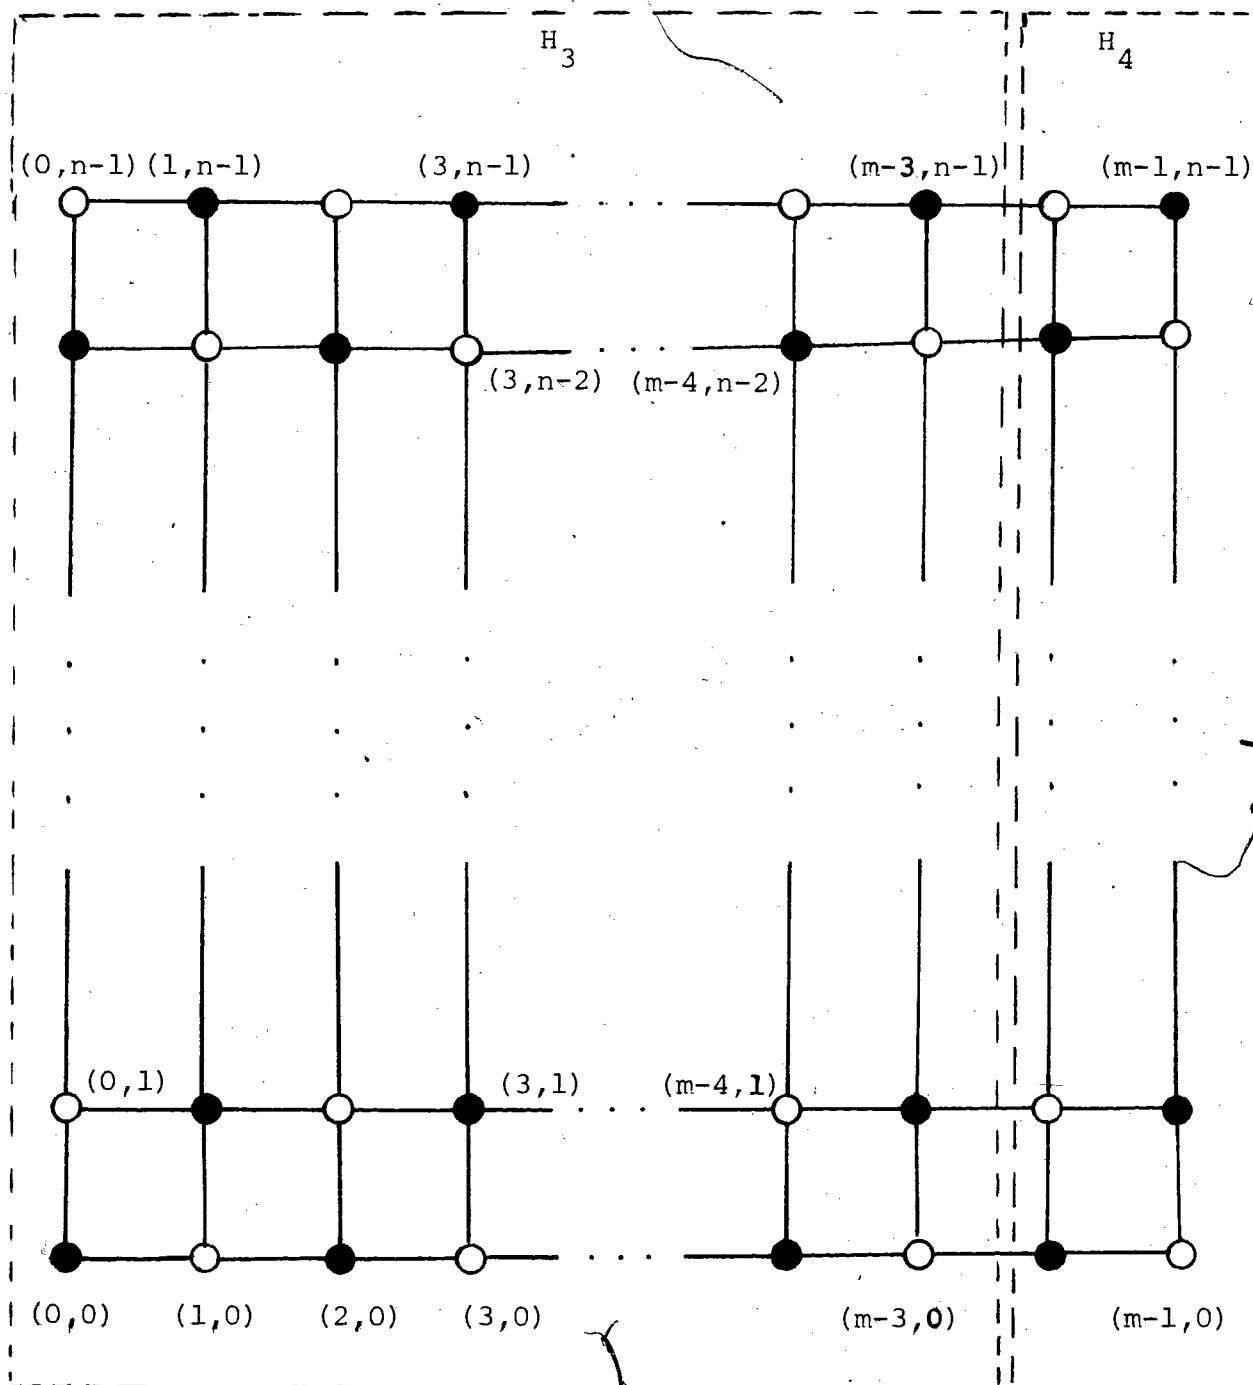 H3 H4
(0,n-1) (1,n-1) (3,n-1) (m-3,n-1) (m-1,n-1)
(3,n-2) (m-4,n-2)
(0,1) (3,1) (m-4,1)
(0,0) (1,0) (2,0) (3,0) (m-3,0) (m-1,0)